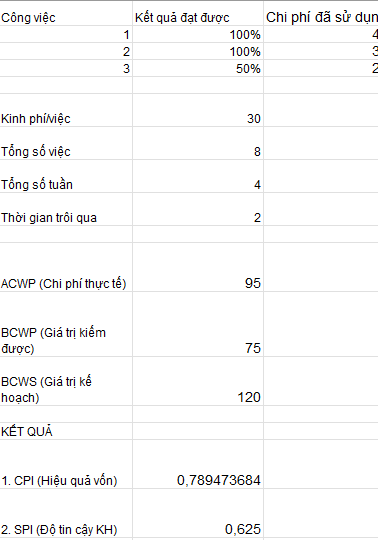 Công việc Kết quả đạt được Chi phí đã sử dụn
1 100% 4
2 100% 3
3 50% 2
Kinh phí/việc 30
Tổng số việc 8
Tổng số tuần 4
Thời gian trôi qua 2
ACWP (Chi phí thực tế) 95
BCWP (Giá trị kiếm
được) 75
BCWS (Giá trị kế
hoạch) 120
KẾT QUẢ
1. CPI (Hiệu quả vốn) 0,789473684
2. SPI (Độ tin cậy KH) 0,625